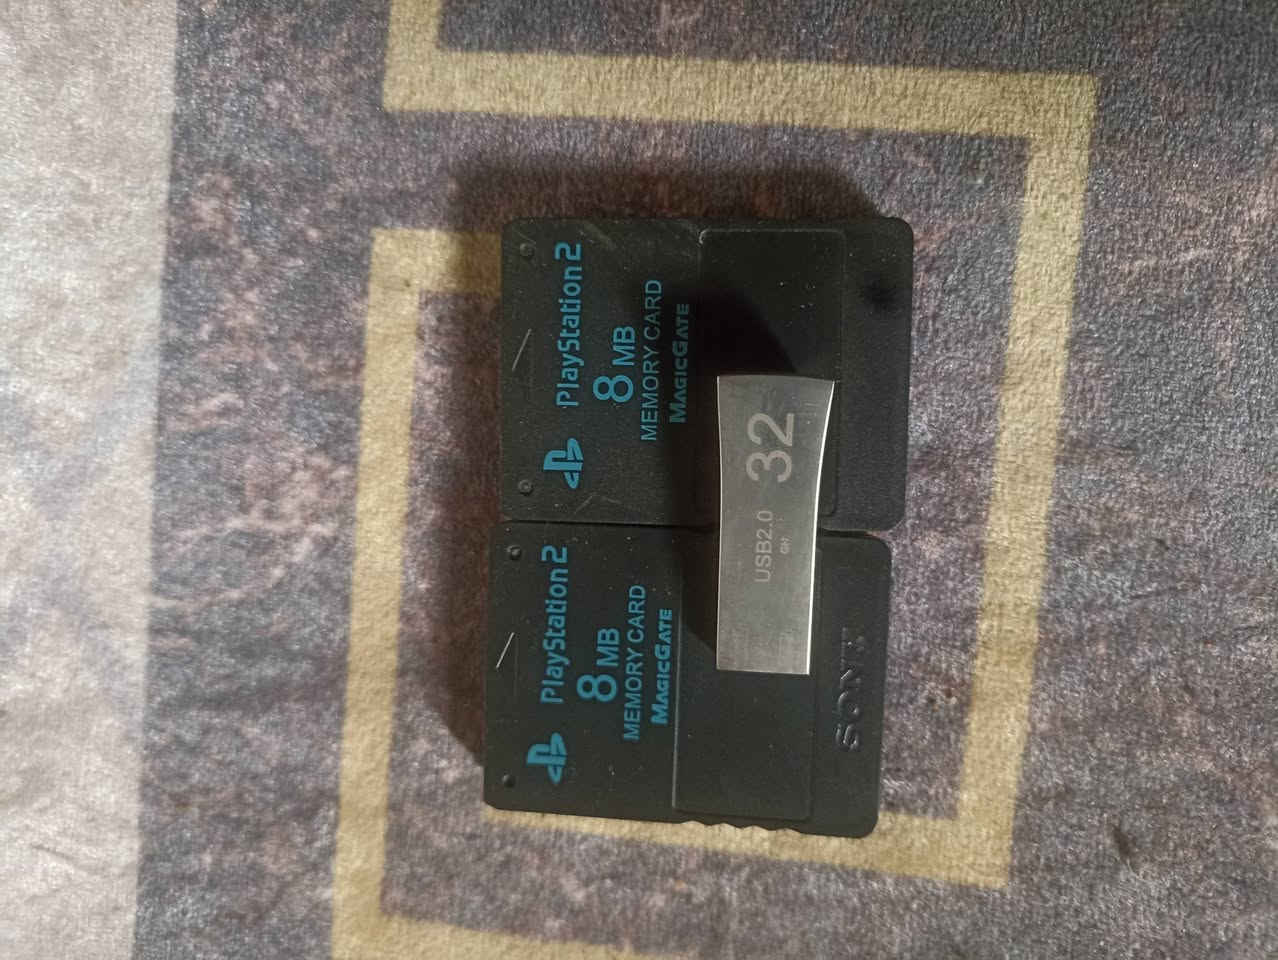 PlayStation 2
8 MB
MEMORY CARD
MAGICGATE
PlayStation 2
8 MB
MEMORY CARD
MAGICGATE
SONY
USB2.0 32